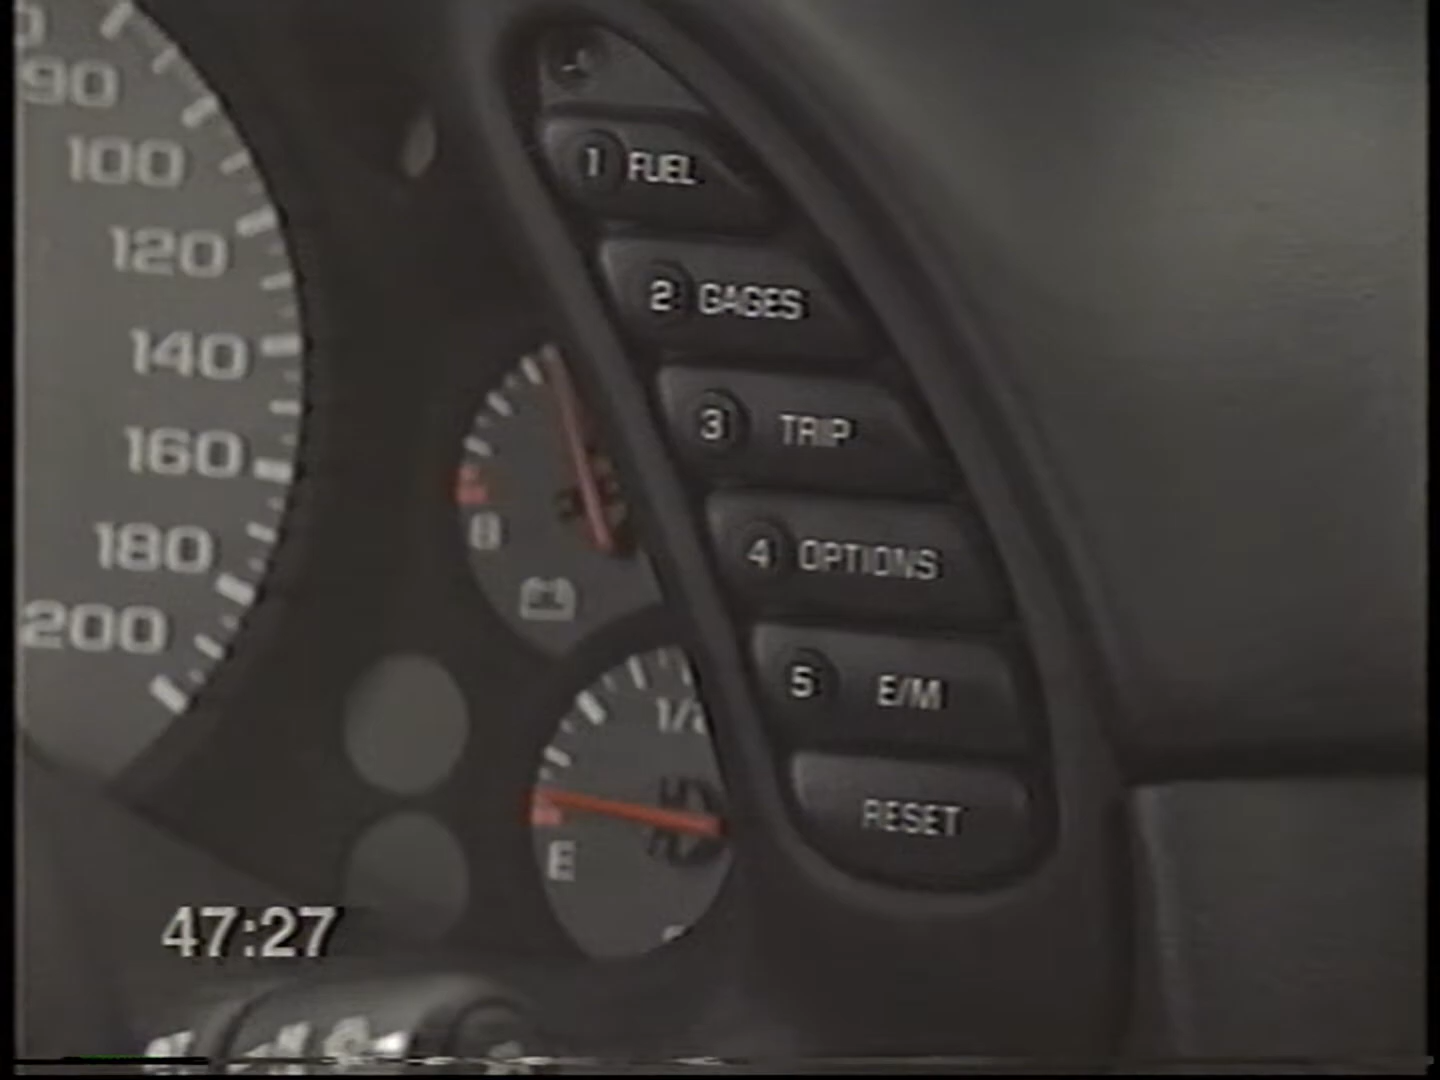 90
100
120
140
160
180
200
1 FUEL
2 GAGES
3 TRIP
4 OPTIONS
5 E/M
RESET
8
1/2
E
47:27